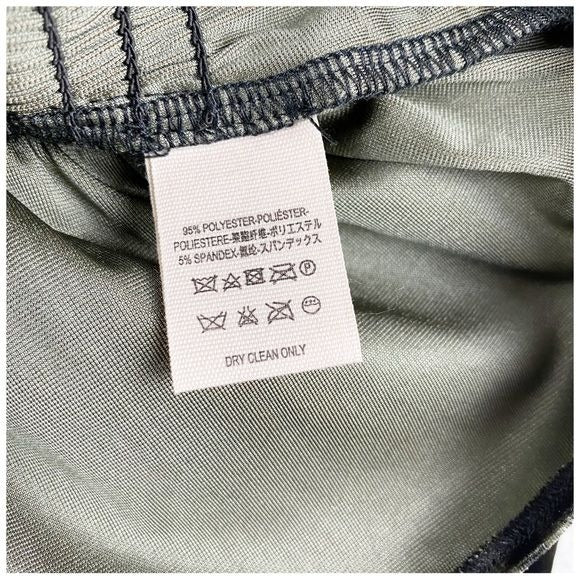 95% POLYESTER-POLIÉSTER-
POLIESTERE-聚酯纤维-ポリエステル
5% SPANDEX-氨纶-スパンデックス
P
DRY CLEAN ONLY